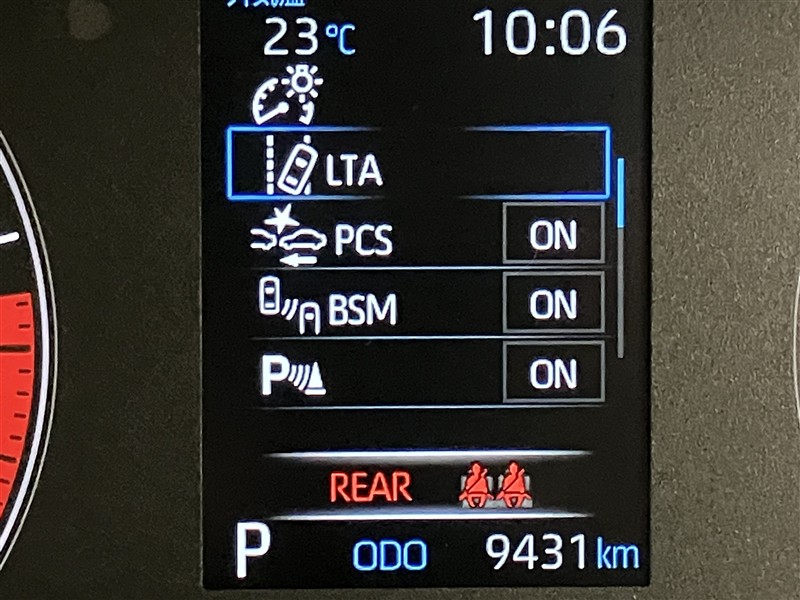 23℃ 10:06
LTA
PCS ON
BSM ON
P ON
REAR
P ODO 9431 km